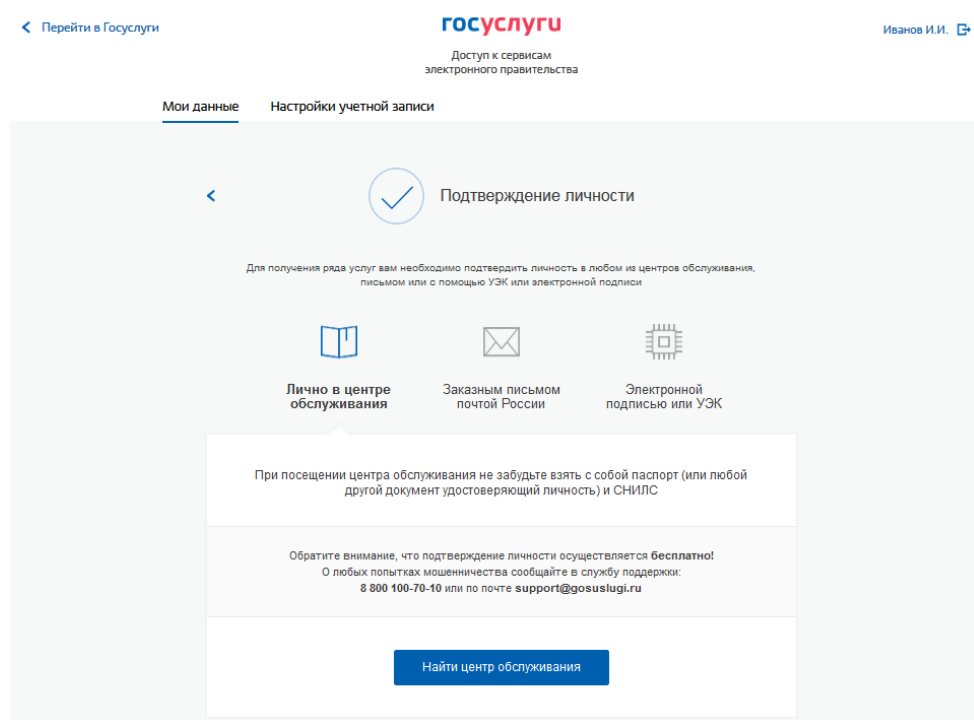 Перейти в Госуслуги
госуслуги
Иванов И.И.
Доступ к сервисам
электронного правительства
Мои данные
Настройки учетной записи
Подтверждение личности
Для получения ряда услуг вам необходимо подтвердить личность в любом из центров обслуживания,
письмом или с помощью УЭК или электронной подписи
Лично в центре
обслуживания
Заказным письмом
почтой России
Электронной
подписью или УЭК
При посещении центра обслуживания не забудьте взять с собой паспорт (или любой
другой документ удостоверяющий личность) и СНИЛС
Обратите внимание, что подтверждение личности осуществляется бесплатно!
О любых попытках мошенничества сообщайте в службу поддержки:
8 800 100-70-10 или по почте support@gosuslugi.ru
Найти центр обслуживания